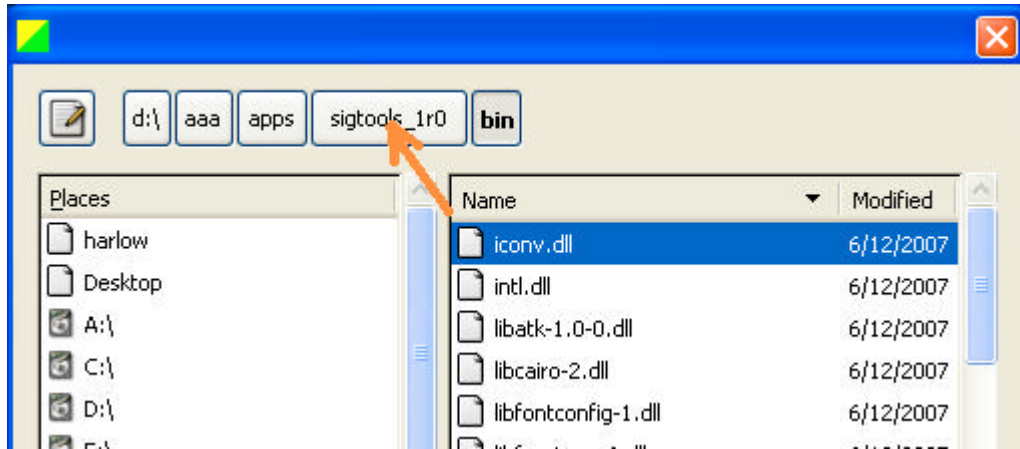 d:\ aaa apps sigtools_1r0 bin
Places
harlow
Desktop
A:\
C:\
D:\
Name Modified
iconv.dll 6/12/2007
intl.dll 6/12/2007
libatk-1.0-0.dll 6/12/2007
libcairo-2.dll 6/12/2007
libfontconfig-1.dll 6/12/2007